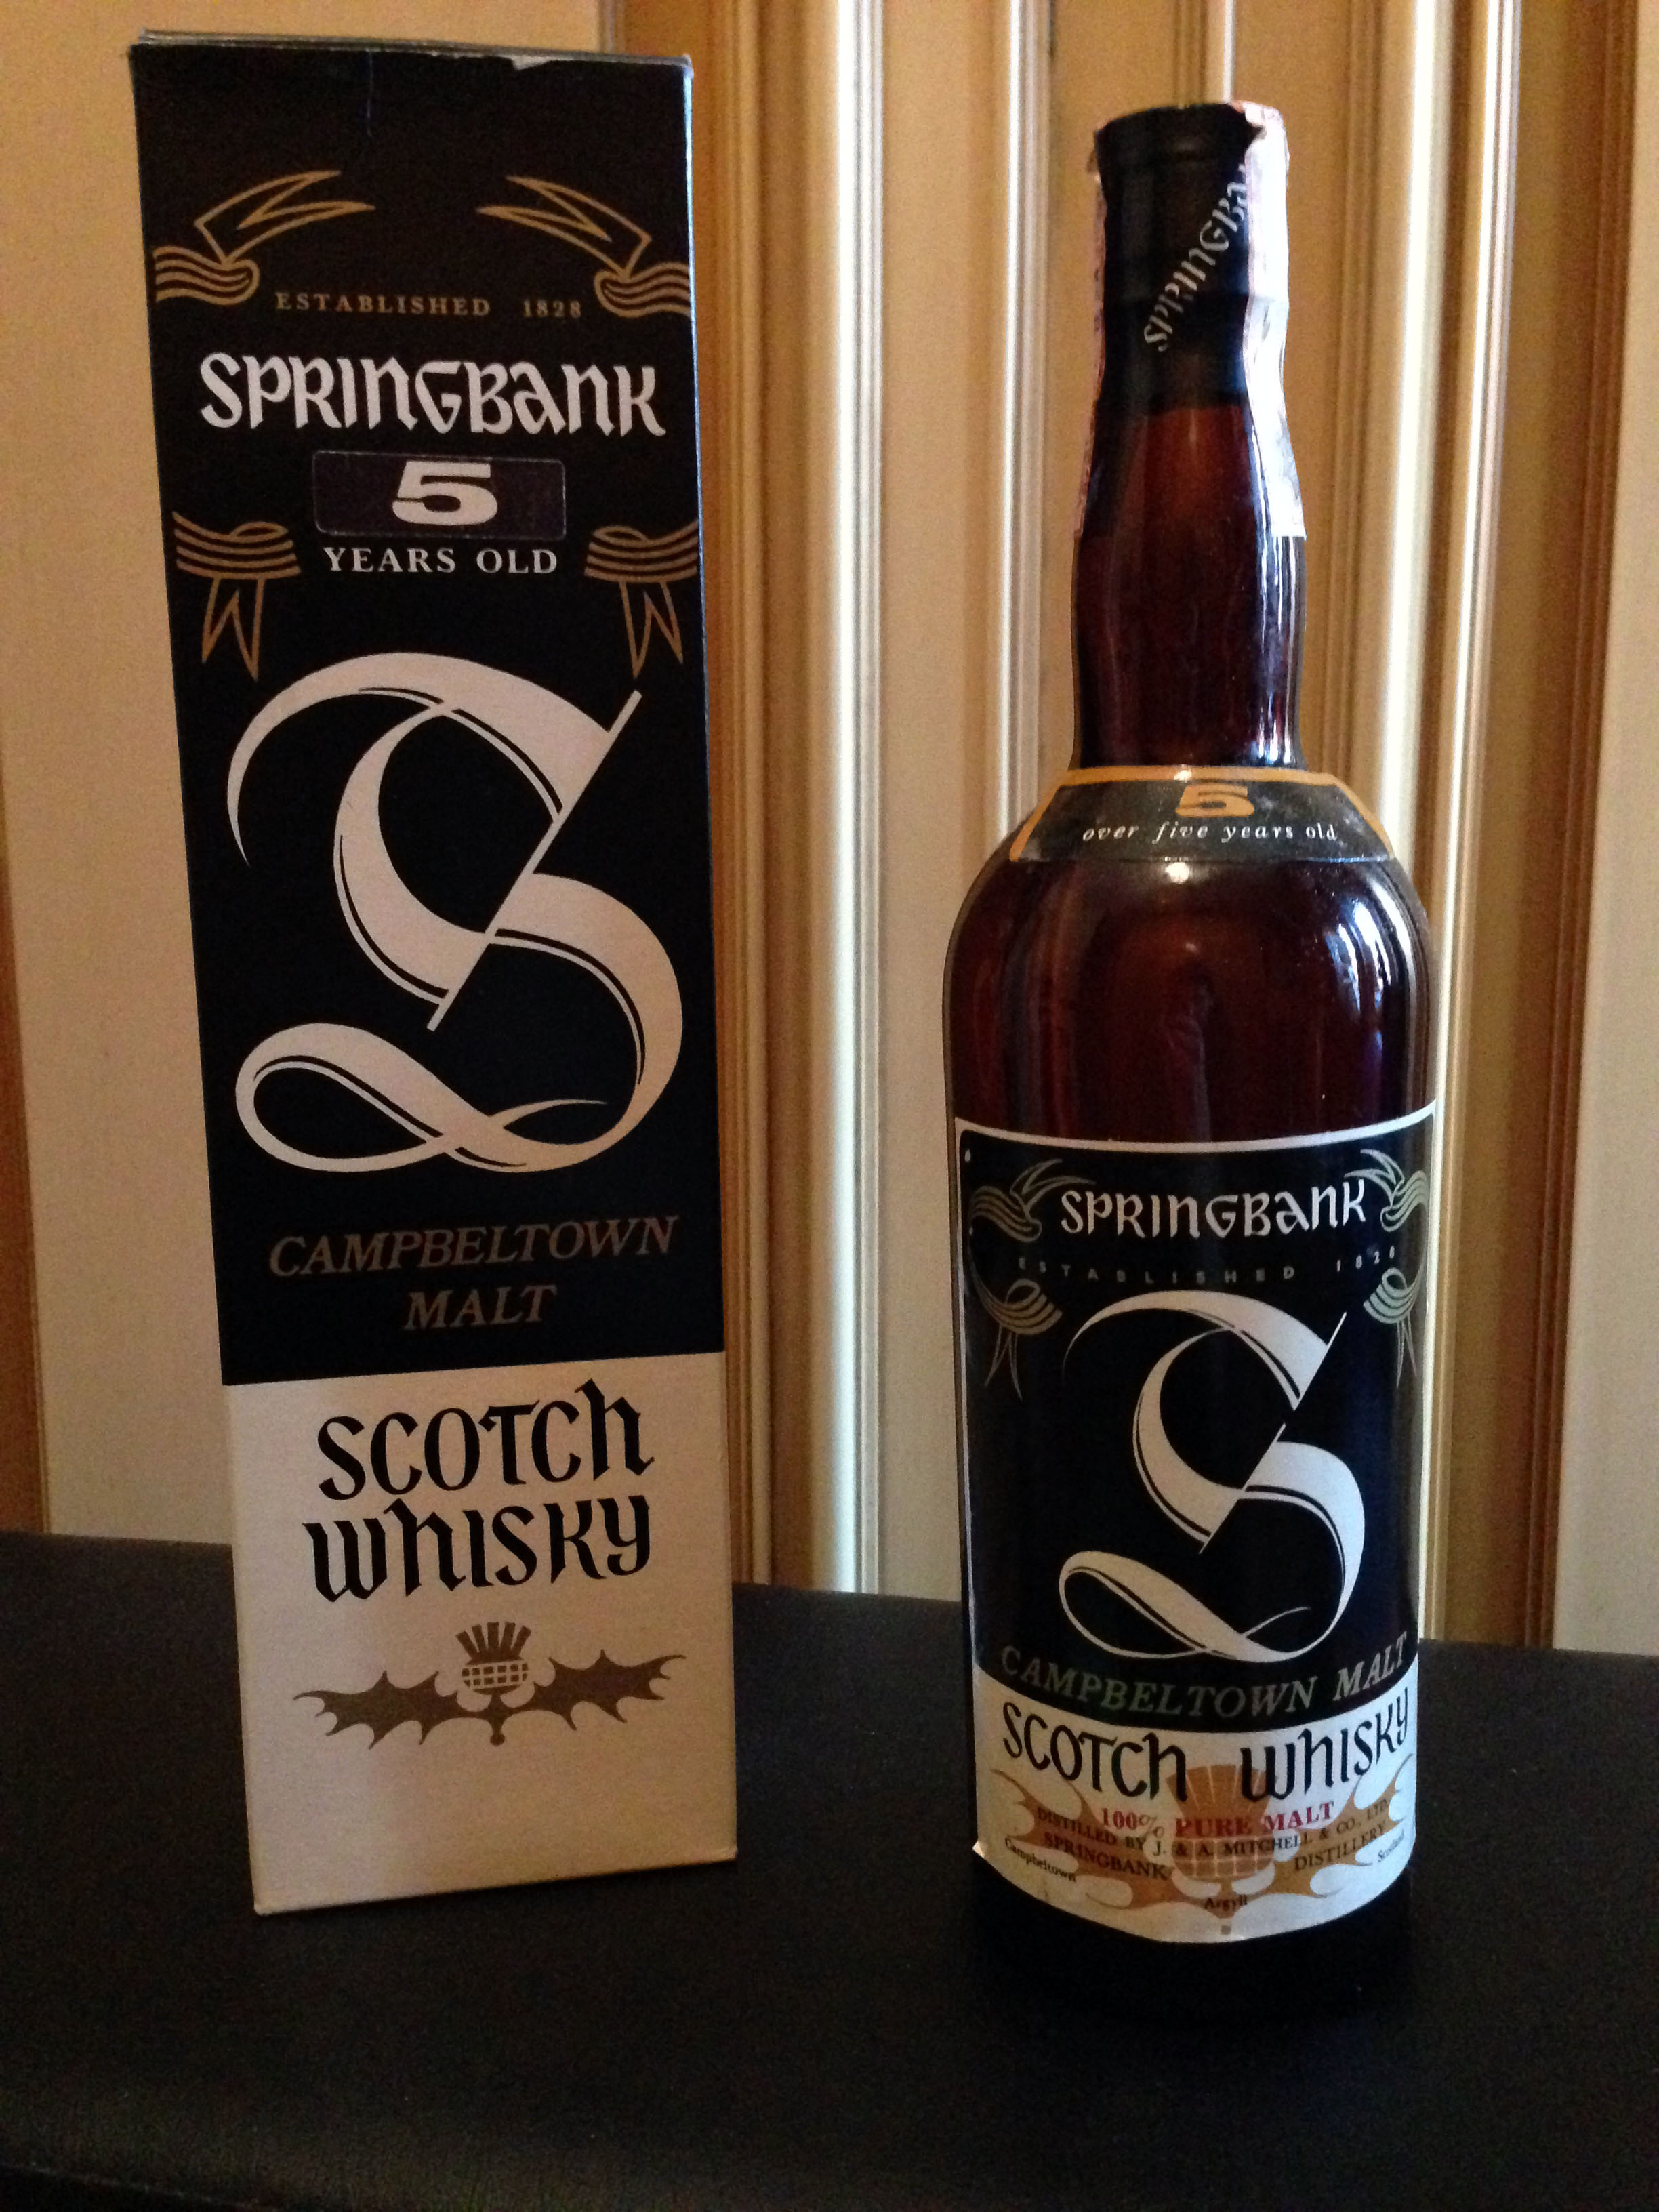 ESTABLISHED 1828
SPRINGBANK
5
YEARS OLD
S
CAMPBELTOWN
MALT
SCOTCH
WHISKY
SPRINGBA
5
over five years old
SPRINGBANK
ESTABLISHED 1828
S
CAMPBELTOWN MALT
SCOTCH WHISKY
100% PURE MALT
DISTILLED BY J. & A. MITCHELL & CO. LTD.
SPRINGBANK DISTILLERY
Campbeltown Argyll Scotland